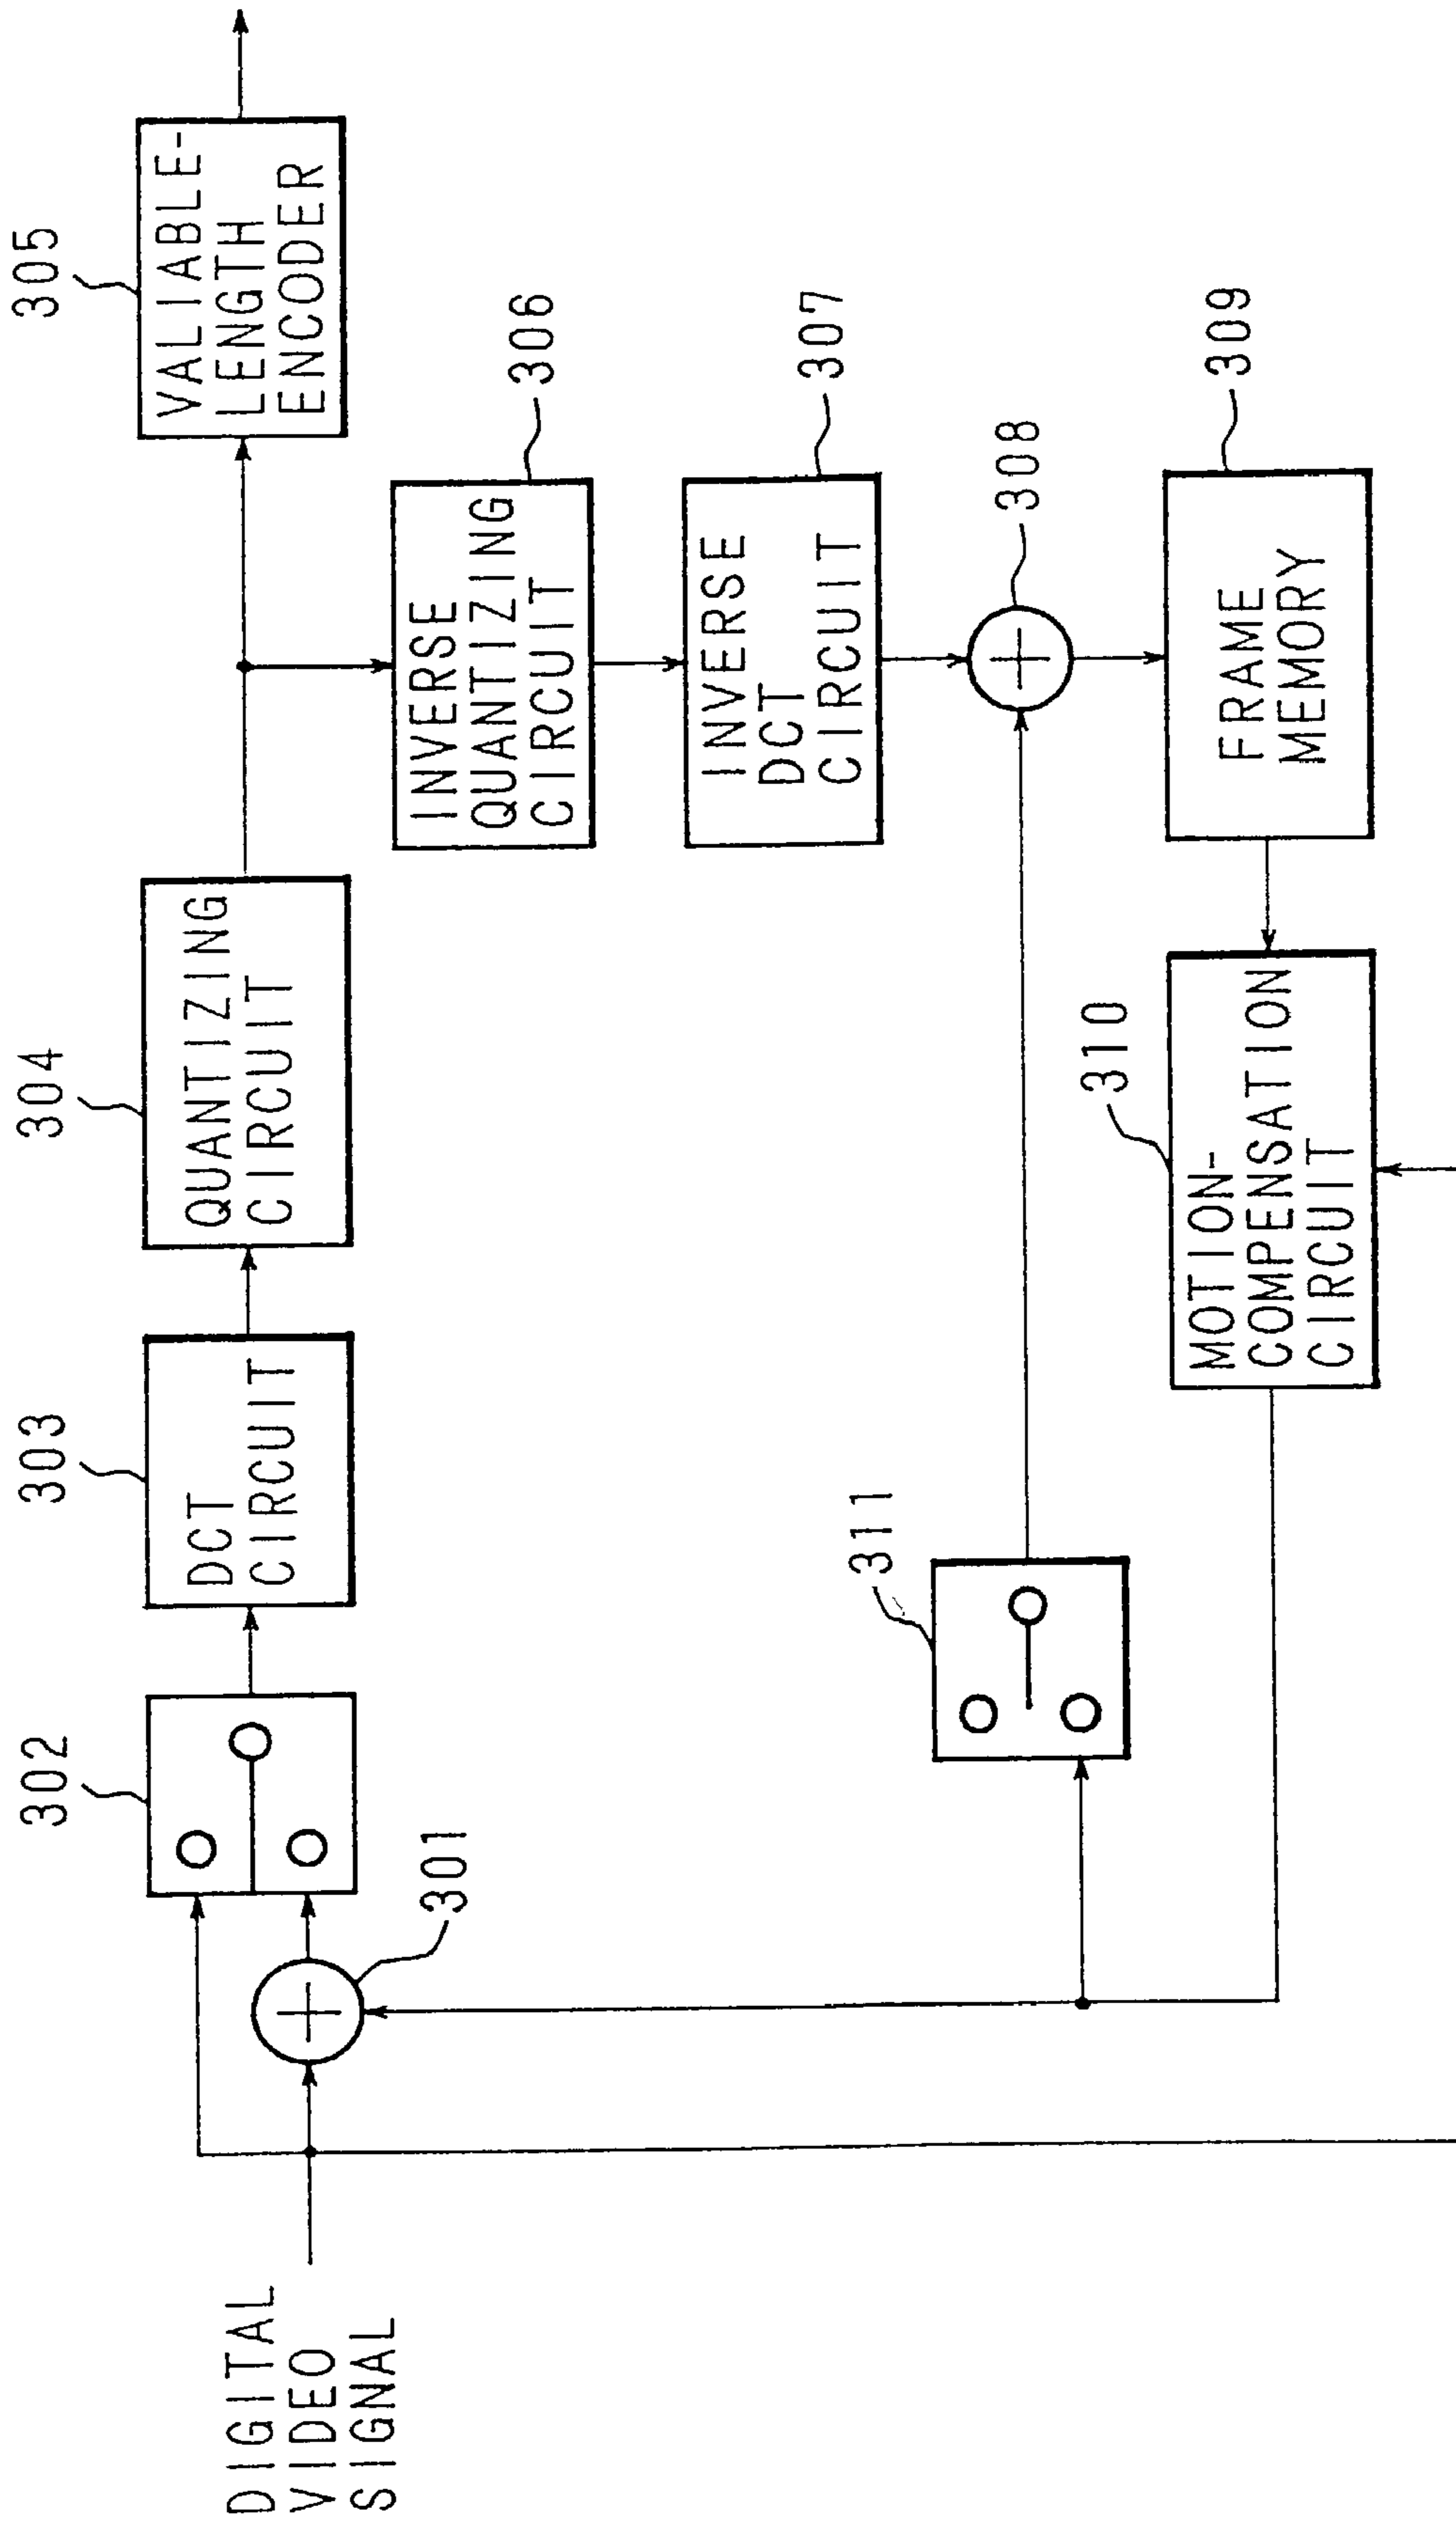 305
VALIABLE-
LENGTH
ENCODER
304
QUANTIZING
CIRCUIT
303
DCT
CIRCUIT
302
301
DIGITAL
VIDEO
SIGNAL
306
INVERSE
QUANTIZING
CIRCUIT
307
INVERSE
DCT
CIRCUIT
308
309
FRAME
MEMORY
310
MOTION-
COMPENSATION
CIRCUIT
311